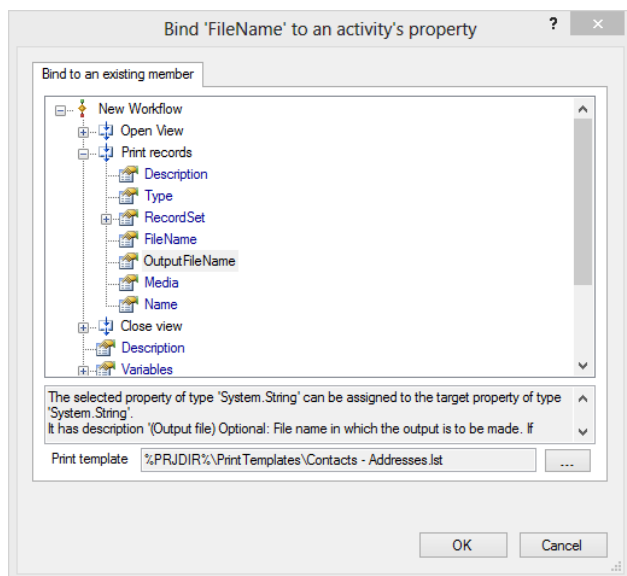 Bind 'FileName' to an activity's property
?
×
Bind to an existing member
New Workflow
Open View
Print records
Description
Type
RecordSet
FileName
OutputFileName
Media
Name
Close view
Description
Variables
The selected property of type 'System.String' can be assigned to the target property of type
'System.String'.
It has description '(Output file) Optional: File name in which the output is to be made. If
Print template %PRJDIR%\PrintTemplates\Contacts - Addresses.lst ...
OK Cancel